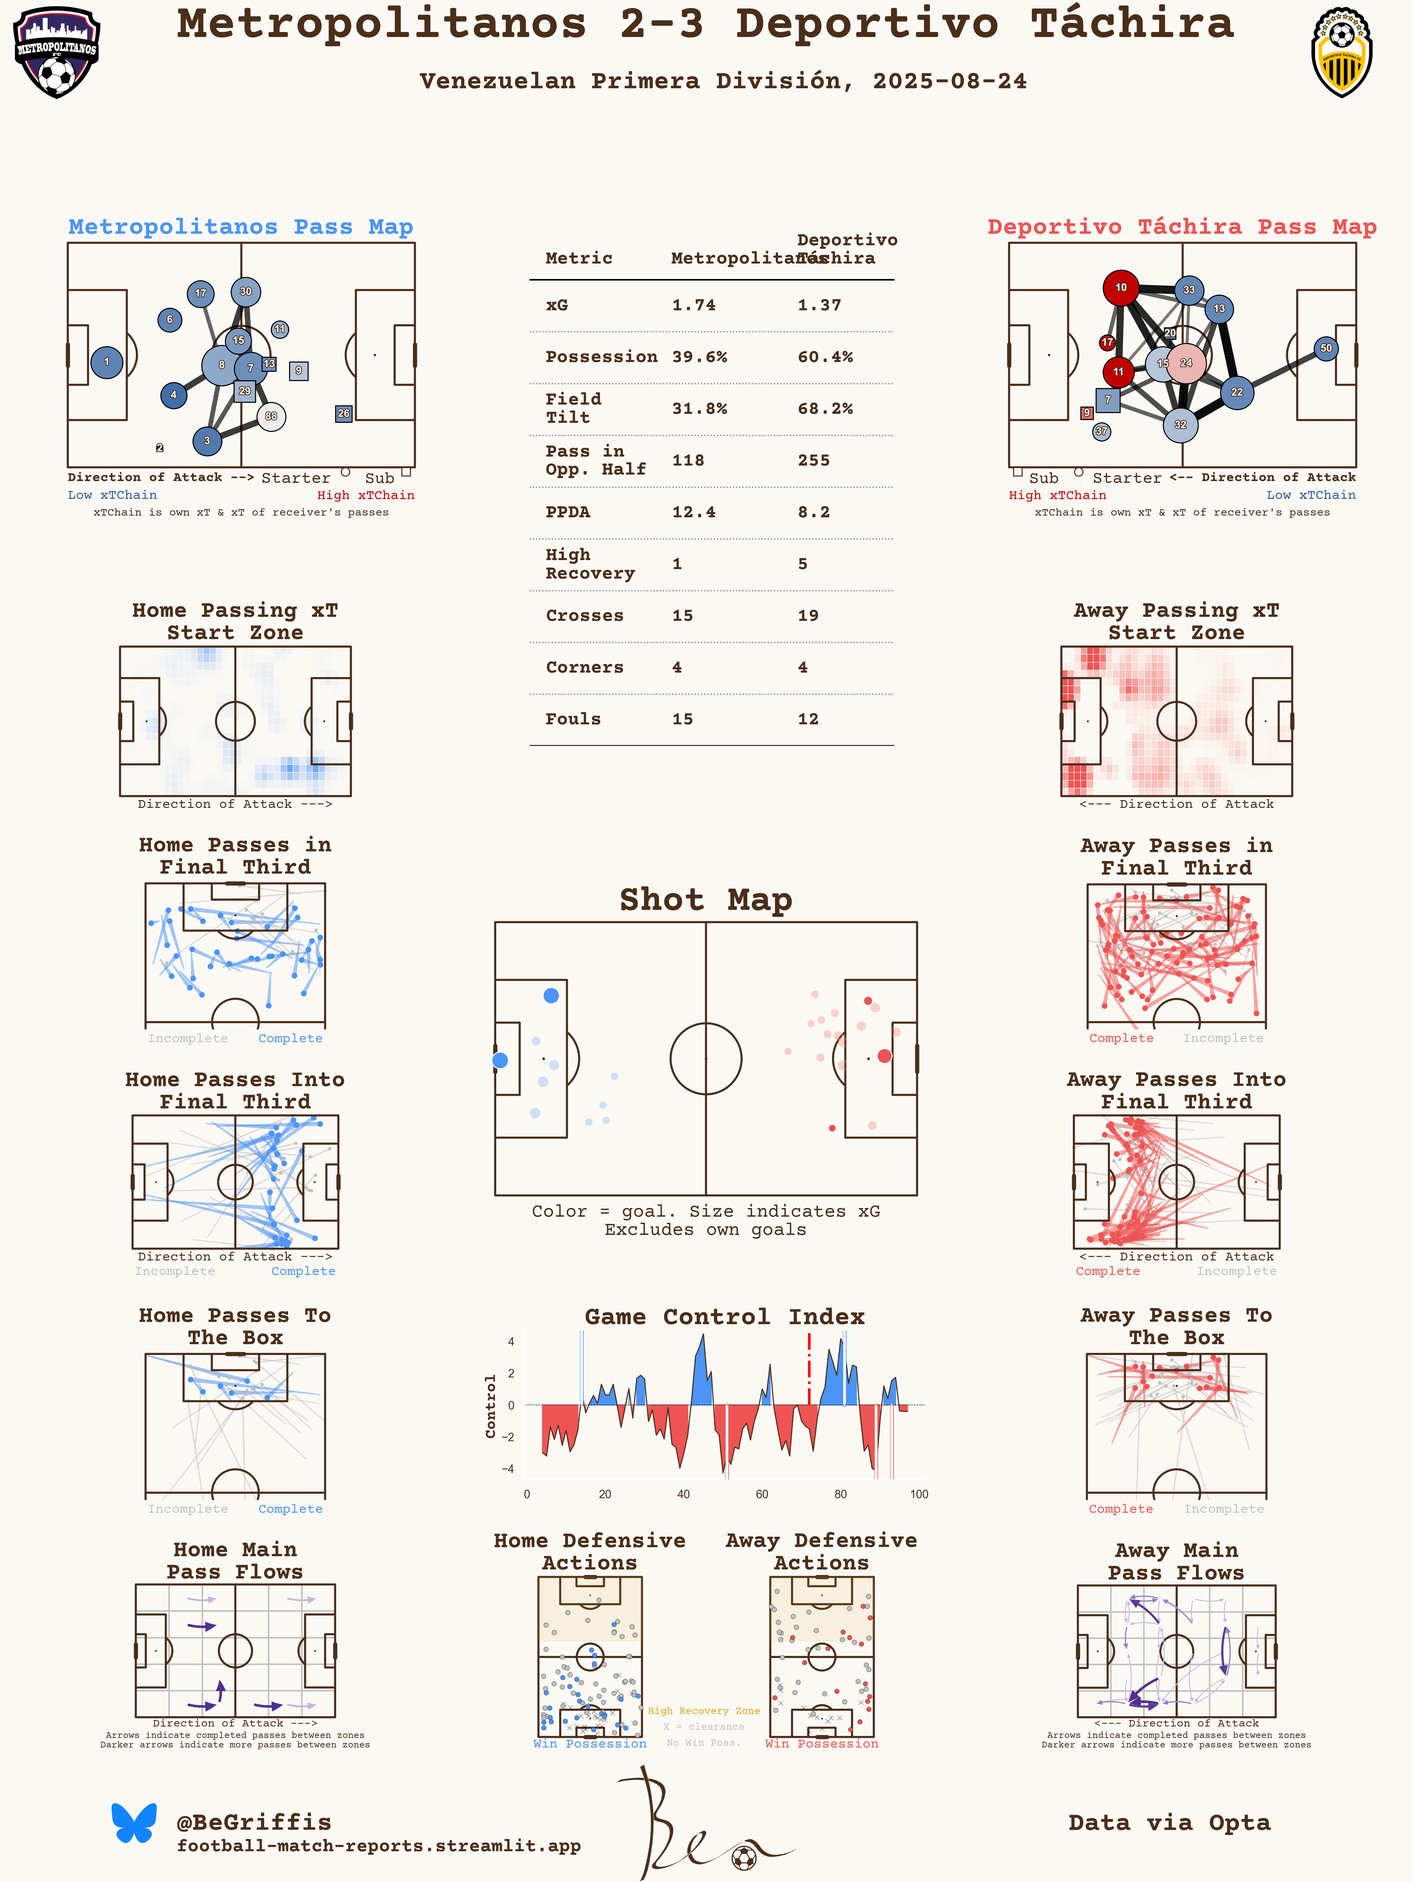 Metropolitanos 2-3 Deportivo Táchira
Venezuelan Primera División, 2025-08-24
METROPOLITANOS
FC
Metropolitanos Pass Map
17
30
6
11
15
1
8
7
13
9
4
29
88
26
3
2
Direction of Attack --> Starter Sub
Low xTChain High xTChain
xTChain is own xT & xT of receiver's passes
Metric Metropolitanos Deportivo Táchira
xG 1.74 1.37
Possession 39.6% 60.4%
Field Tilt 31.8% 68.2%
Pass in Opp. Half 118 255
PPDA 12.4 8.2
High Recovery 1 5
Crosses 15 19
Corners 4 4
Fouls 15 12
Deportivo Táchira Pass Map
10
33
13
20
17
50
15
24
11
7
22
9
37
32
Sub Starter <-- Direction of Attack
High xTChain Low xTChain
xTChain is own xT & xT of receiver's passes
Home Passing xT
Start Zone
Direction of Attack --->
Away Passing xT
Start Zone
<--- Direction of Attack
Home Passes in
Final Third
Incomplete Complete
Away Passes in
Final Third
Complete Incomplete
Shot Map
Color = goal. Size indicates xG
Excludes own goals
Home Passes Into
Final Third
Direction of Attack --->
Incomplete Complete
Away Passes Into
Final Third
<--- Direction of Attack
Complete Incomplete
Home Passes To
The Box
Incomplete Complete
Game Control Index
Control
4
2
0
−2
−4
0 20 40 60 80 100
Away Passes To
The Box
Complete Incomplete
Home Main
Pass Flows
Direction of Attack --->
Arrows indicate completed passes between zones
Darker arrows indicate more passes between zones
Home Defensive
Actions
Win Possession
Away Defensive
Actions
Win Possession
High Recovery Zone
X = clearance
No Win Poss.
Away Main
Pass Flows
<--- Direction of Attack
Arrows indicate completed passes between zones
Darker arrows indicate more passes between zones
@BeGriffis
football-match-reports.streamlit.app
Ben
Data via Opta